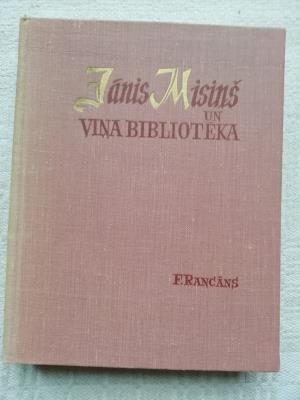 Jānis Misiņš
UN
VIŅA BIBLIOTĒKA
F. RANCĀNS